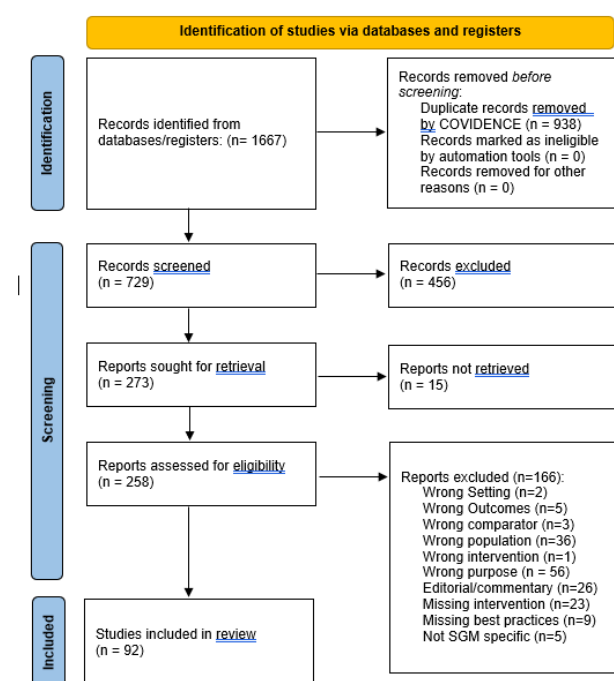 Identification of studies via databases and registers
Identification
Records identified from
databases/registers: (n= 1667)
Records removed before
screening:
Duplicate records removed
by COVIDENCE (n = 938)
Records marked as ineligible
by automation tools (n = 0)
Records removed for other
reasons (n = 0)
Screening
Records screened
(n = 729)
Records excluded
(n = 456)
Reports sought for retrieval
(n = 273)
Reports not retrieved
(n = 15)
Reports assessed for eligibility
(n = 258)
Reports excluded (n=166):
Wrong Setting (n=2)
Wrong Outcomes (n=5)
Wrong comparator (n=3)
Wrong population (n=36)
Wrong intervention (n=1)
Wrong purpose (n = 56)
Editorial/commentary (n=26)
Missing intervention (n=23)
Missing best practices (n=9)
Not SGM specific (n=5)
Included
Studies included in review
(n = 92)